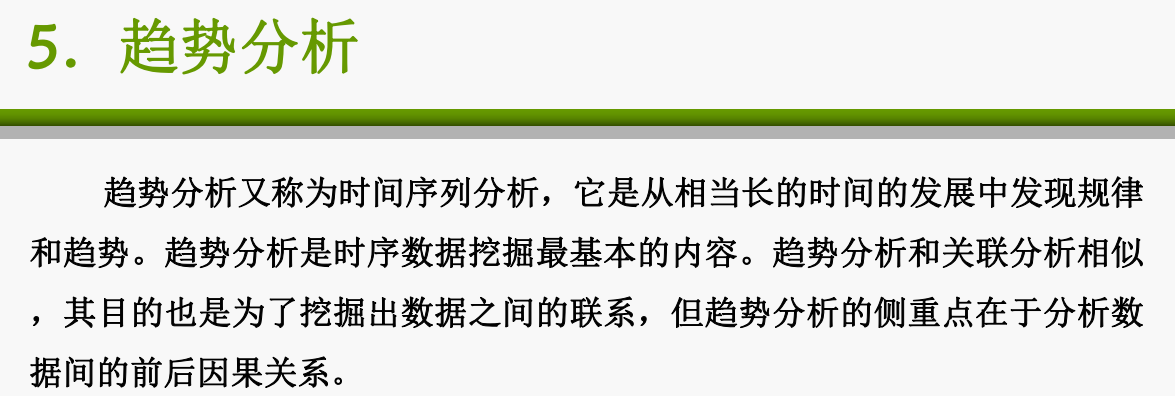 5. 趋势分析
趋势分析又称为时间序列分析，它是从相当长的时间的发展中发现规律
和趋势。趋势分析是时序数据挖掘最基本的内容。趋势分析和关联分析相似
，其目的也是为了挖掘出数据之间的联系，但趋势分析的侧重点在于分析数
据间的前后因果关系。